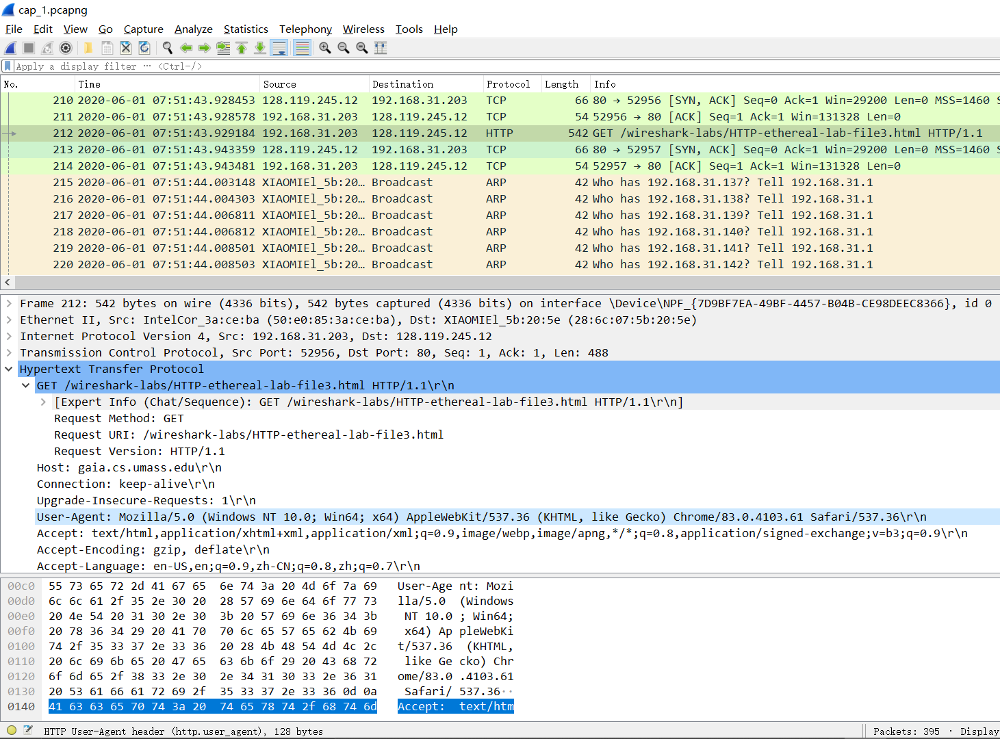 cap_1.pcapng
File Edit View Go Capture Analyze Statistics Telephony Wireless Tools Help
Apply a display filter … <Ctrl-/>
No. Time Source Destination Protocol Length Info
210 2020-06-01 07:51:43.928453 128.119.245.12 192.168.31.203 TCP 66 80 → 52956 [SYN, ACK] Seq=0 Ack=1 Win=29200 Len=0 MSS=1460 S
211 2020-06-01 07:51:43.928578 192.168.31.203 128.119.245.12 TCP 54 52956 → 80 [ACK] Seq=1 Ack=1 Win=131328 Len=0
212 2020-06-01 07:51:43.929184 192.168.31.203 128.119.245.12 HTTP 542 GET /wireshark-labs/HTTP-ethereal-lab-file3.html HTTP/1.1
213 2020-06-01 07:51:43.943359 128.119.245.12 192.168.31.203 TCP 66 80 → 52957 [SYN, ACK] Seq=0 Ack=1 Win=29200 Len=0 MSS=1460 S
214 2020-06-01 07:51:43.943481 192.168.31.203 128.119.245.12 TCP 54 52957 → 80 [ACK] Seq=1 Ack=1 Win=131328 Len=0
215 2020-06-01 07:51:44.003148 XIAOMIEl_5b:20… Broadcast ARP 42 Who has 192.168.31.137? Tell 192.168.31.1
216 2020-06-01 07:51:44.004303 XIAOMIEl_5b:20… Broadcast ARP 42 Who has 192.168.31.138? Tell 192.168.31.1
217 2020-06-01 07:51:44.006811 XIAOMIEl_5b:20… Broadcast ARP 42 Who has 192.168.31.139? Tell 192.168.31.1
218 2020-06-01 07:51:44.006812 XIAOMIEl_5b:20… Broadcast ARP 42 Who has 192.168.31.140? Tell 192.168.31.1
219 2020-06-01 07:51:44.008501 XIAOMIEl_5b:20… Broadcast ARP 42 Who has 192.168.31.141? Tell 192.168.31.1
220 2020-06-01 07:51:44.008503 XIAOMIEl_5b:20… Broadcast ARP 42 Who has 192.168.31.142? Tell 192.168.31.1
Frame 212: 542 bytes on wire (4336 bits), 542 bytes captured (4336 bits) on interface \Device\NPF_{7D9BF7EA-49BF-4457-B04B-CE98DEEC8366}, id 0
Ethernet II, Src: IntelCor_3a:ce:ba (50:e0:85:3a:ce:ba), Dst: XIAOMIEl_5b:20:5e (28:6c:07:5b:20:5e)
Internet Protocol Version 4, Src: 192.168.31.203, Dst: 128.119.245.12
Transmission Control Protocol, Src Port: 52956, Dst Port: 80, Seq: 1, Ack: 1, Len: 488
Hypertext Transfer Protocol
GET /wireshark-labs/HTTP-ethereal-lab-file3.html HTTP/1.1\r\n
[Expert Info (Chat/Sequence): GET /wireshark-labs/HTTP-ethereal-lab-file3.html HTTP/1.1\r\n]
Request Method: GET
Request URI: /wireshark-labs/HTTP-ethereal-lab-file3.html
Request Version: HTTP/1.1
Host: gaia.cs.umass.edu\r\n
Connection: keep-alive\r\n
Upgrade-Insecure-Requests: 1\r\n
User-Agent: Mozilla/5.0 (Windows NT 10.0; Win64; x64) AppleWebKit/537.36 (KHTML, like Gecko) Chrome/83.0.4103.61 Safari/537.36\r\n
Accept: text/html,application/xhtml+xml,application/xml;q=0.9,image/webp,image/apng,*/*;q=0.8,application/signed-exchange;v=b3;q=0.9\r\n
Accept-Encoding: gzip, deflate\r\n
Accept-Language: en-US,en;q=0.9,zh-CN;q=0.8,zh;q=0.7\r\n
00c0 55 73 65 72 2d 41 67 65 6e 74 3a 20 4d 6f 7a 69 User-Age nt: Mozi
00d0 6c 6c 61 2f 35 2e 30 20 28 57 69 6e 64 6f 77 73 lla/5.0 (Windows
00e0 20 4e 54 20 31 30 2e 30 3b 20 57 69 6e 36 34 3b NT 10.0 ; Win64;
00f0 20 78 36 34 29 20 41 70 70 6c 65 57 65 62 4b 69 x64) Ap pleWebKi
0100 74 2f 35 33 37 2e 33 36 20 28 4b 48 54 4d 4c 2c t/537.36 (KHTML,
0110 20 6c 69 6b 65 20 47 65 63 6b 6f 29 20 43 68 72 like Ge cko) Chr
0120 6f 6d 65 2f 38 33 2e 30 2e 34 31 30 33 2e 36 31 ome/83.0 .4103.61
0130 20 53 61 66 61 72 69 2f 35 33 37 2e 33 36 0d 0a Safari/ 537.36··
0140 41 63 63 65 70 74 3a 20 74 65 78 74 2f 68 74 6d Accept: text/htm
HTTP User-Agent header (http.user_agent), 128 bytes Packets: 395 · Display